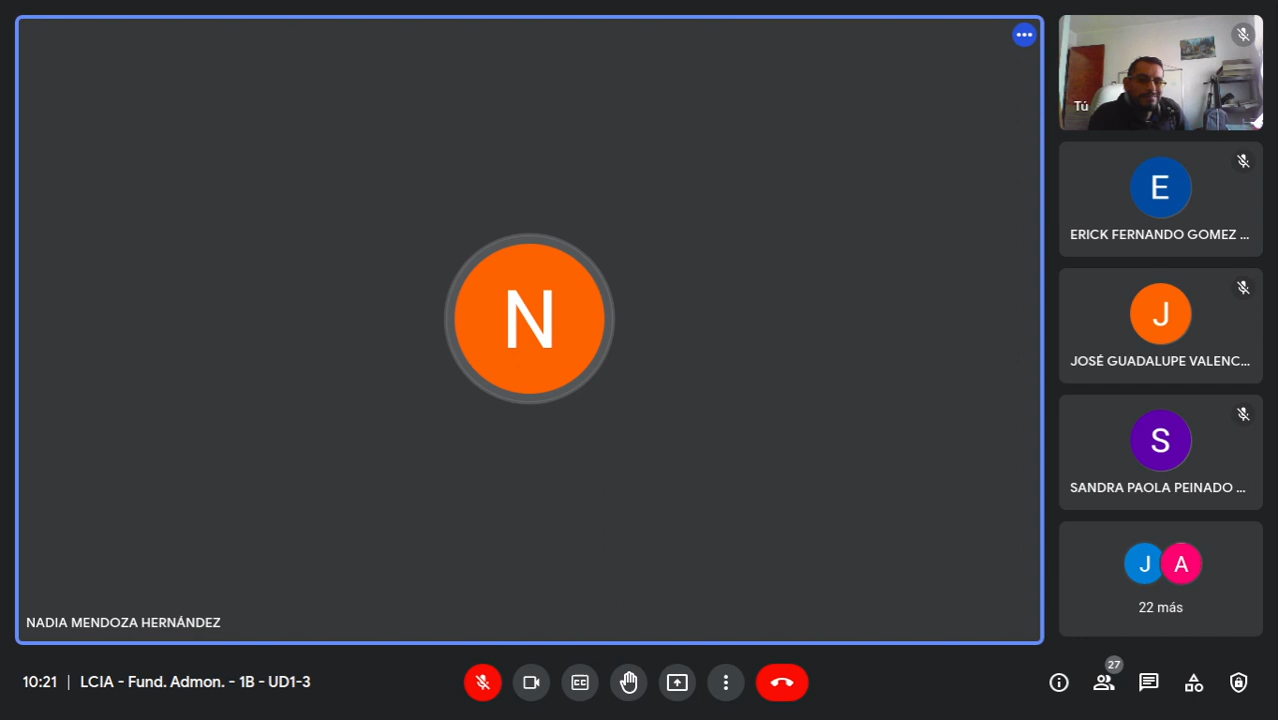 Tú
E
ERICK FERNANDO GOMEZ ...
J
JOSÉ GUADALUPE VALENC...
S
SANDRA PAOLA PEINADO ...
J A
22 más
N
NADIA MENDOZA HERNÁNDEZ
10:21 | LCIA - Fund. Admon. - 1B - UD1-3
CC
27